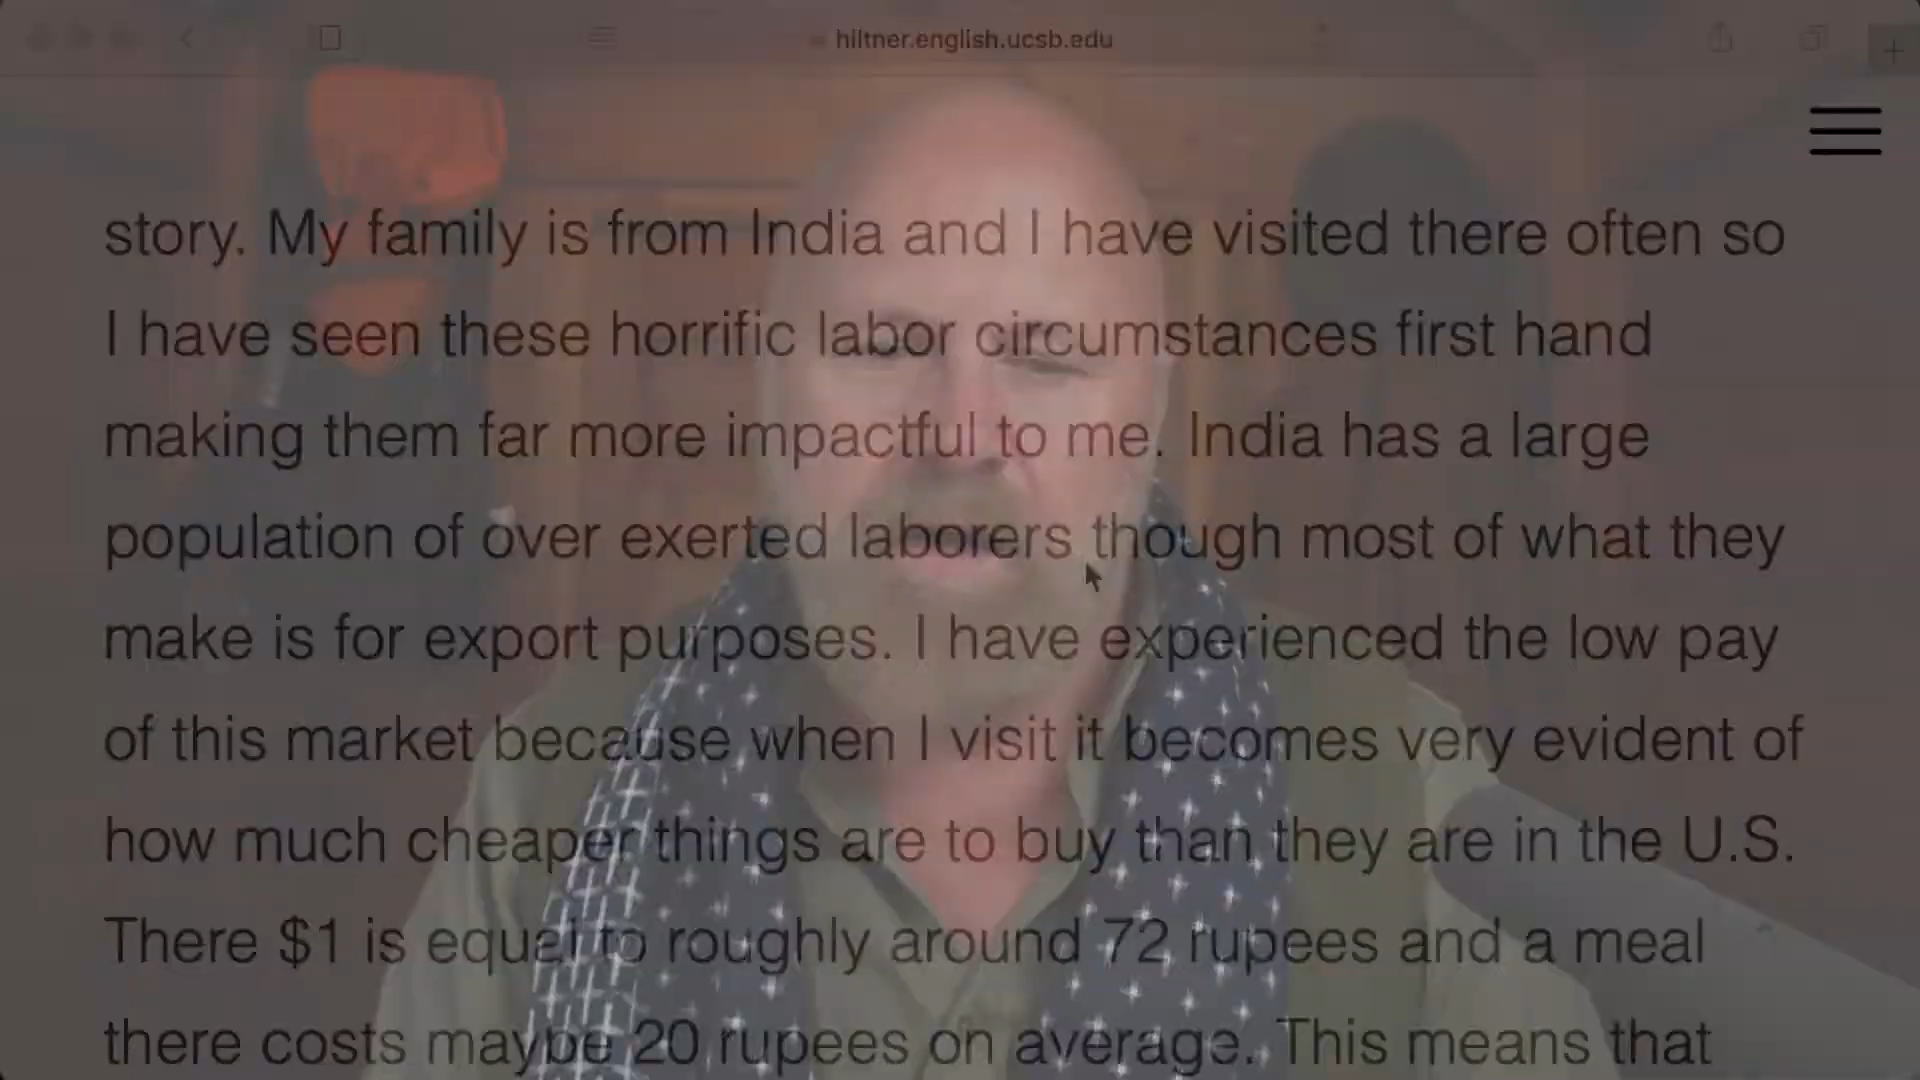 hiltner.english.ucsb.edu
story. My family is from India and I have visited there often so
I have seen these horrific labor circumstances first hand
making them far more impactful to me. India has a large
population of over exerted laborers though most of what they
make is for export purposes. I have experienced the low pay
of this market because when I visit it becomes very evident of
how much cheaper things are to buy than they are in the U.S.
There $1 is equal to roughly around 72 rupees and a meal
there costs maybe 20 rupees on average. This means that